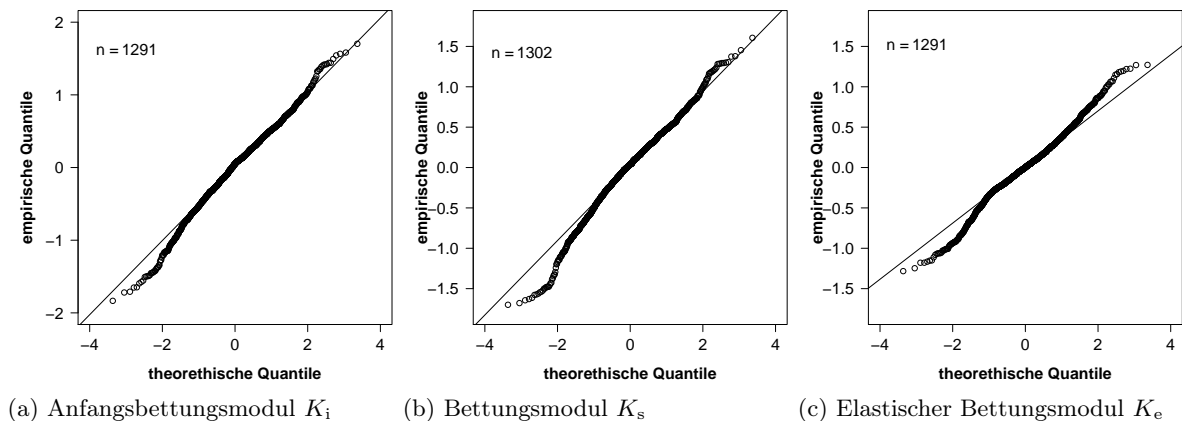 n = 1291
2
1
0
−1
−2
empirische Quantile
−4 −2 0 2 4
theorethische Quantile
(a) Anfangsbettungsmodul Ki
n = 1302
1.5
1.0
0.5
0.0
−0.5
−1.0
−1.5
empirische Quantile
−4 −2 0 2 4
theorethische Quantile
(b) Bettungsmodul Ks
n = 1291
1.5
1.0
0.5
0.0
−0.5
−1.0
−1.5
empirische Quantile
−4 −2 0 2 4
theorethische Quantile
(c) Elastischer Bettungsmodul Ke